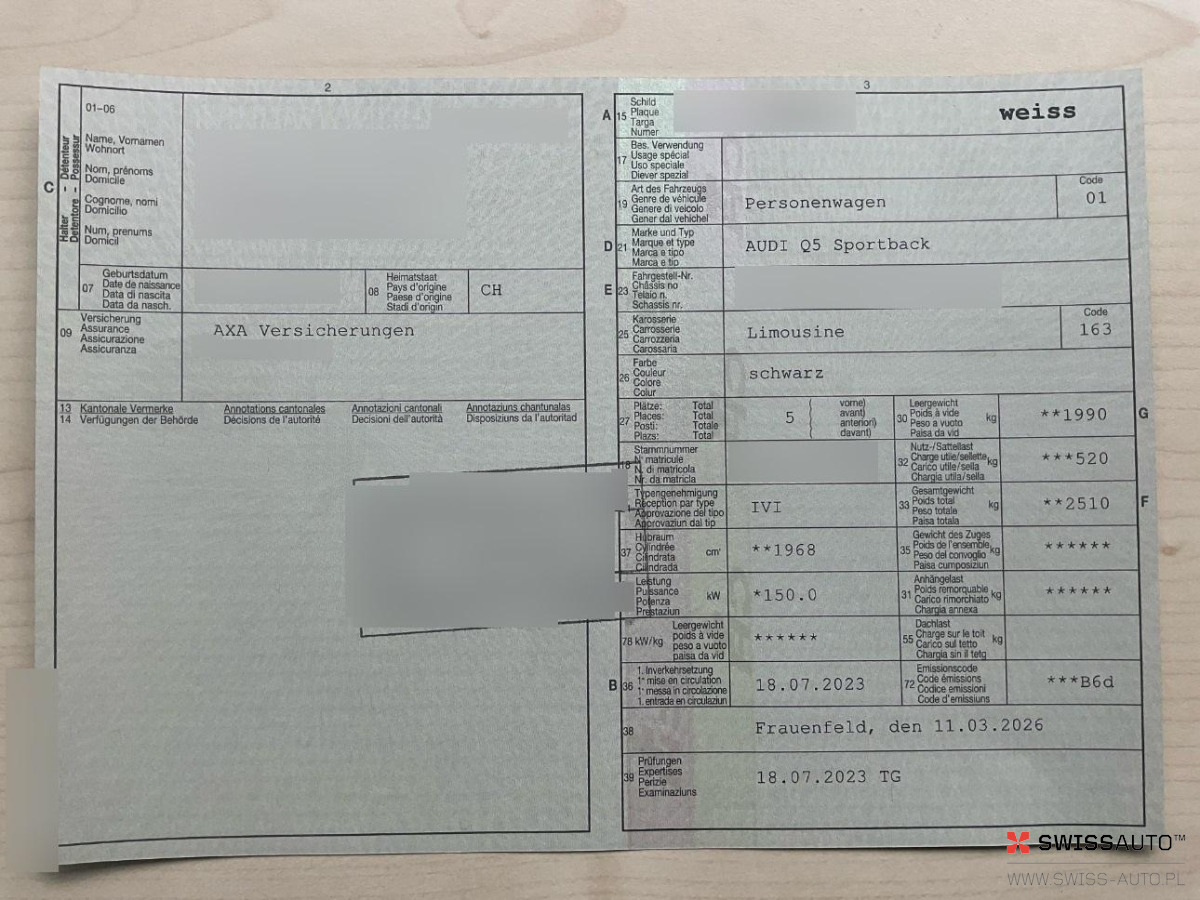 2
01-06
Halter - Détenteur
Detentore - Possessur
Name, Vornamen
Wohnort
Nom, prénoms
Domicile
C
Cognome, nomi
Domicilio
Num, prenums
Domicil
07
Geburtsdatum
Date de naissance
Data di nascita
Data da nasch.
08
Heimatstaat
Pays d'origine
Paese d'origine
Stadi d'origin
CH
09
Versicherung
Assurance
Assicurazione
Assicuranza
AXA Versicherungen
13 Kantonale Vermerke Annotations cantonales Annotazioni cantonali Annotaziuns chantunalas
14 Verfügungen der Behörde Décisions de l'autorité Decisioni dell'autorità Disposiziuns da l'autoritad
3
A 15
Schild
Plaque
Targa
Numer
weiss
17
Bes. Verwendung
Usage spécial
Uso speciale
Diever spezial
19
Art des Fahrzeugs
Genre de véhicule
Genere di veicolo
Gener dal vehichel
Personenwagen
Code
01
D 21
Marke und Typ
Marque et type
Marca e tipo
Marca e tip
AUDI Q5 Sportback
E 23
Fahrgestell-Nr.
Châssis no
Telaio n.
Schassis nr.
25
Karosserie
Carrosserie
Carrozzeria
Carossaria
Limousine
Code
163
26
Farbe
Couleur
Colore
Colur
schwarz
27
Plätze: Total
Places: Total
Posti: Totale
Plazs: Total
5
vorne)
avant)
anteriori)
davant)
30
Leergewicht
Poids à vide
Peso a vuoto
Paisa da vid
kg
**1990
G
18
Stammnummer
N° matricule
N. di matricola
Nr. da matricla
32
Nutz-/Sattellast
Charge utile/sellette
Carico utile/sella
Chargia utila/sella
kg
***520
Typengenehmigung
Réception par type
Approvazione del tipo
Approvaziun dal tip
IVI
33
Gesamtgewicht
Poids total
Peso totale
Paisa totala
kg
**2510
F
37
Hubraum
Cylindrée
Cilindrata
Cilindrada
cm³
**1968
35
Gewicht des Zuges
Poids de l'ensemble
Peso del convoglio
Paisa cumposiziun
kg
******
Leistung
Puissance
Potenza
Prestaziun
kW
*150.0
31
Anhängelast
Poids remorquable
Carico rimorchiato
Chargia annexa
kg
******
78 kW/kg
Leergewicht
poids à vide
peso a vuoto
paisa da vid
******
55
Dachlast
Charge sur le toit
Carico sul tetto
Chargia sin il tetg
kg
B 36
1. Inverkehrsetzung
1re mise en circulation
1a messa in circolazione
1. entrada en circulaziun
18.07.2023
72
Emissionscode
Code émissions
Codice emissioni
Code d'emissiuns
***B6d
38
Frauenfeld, den 11.03.2026
39
Prüfungen
Expertises
Perizie
Examinaziuns
18.07.2023 TG
SWISSAUTO™
WWW.SWISS-AUTO.PL